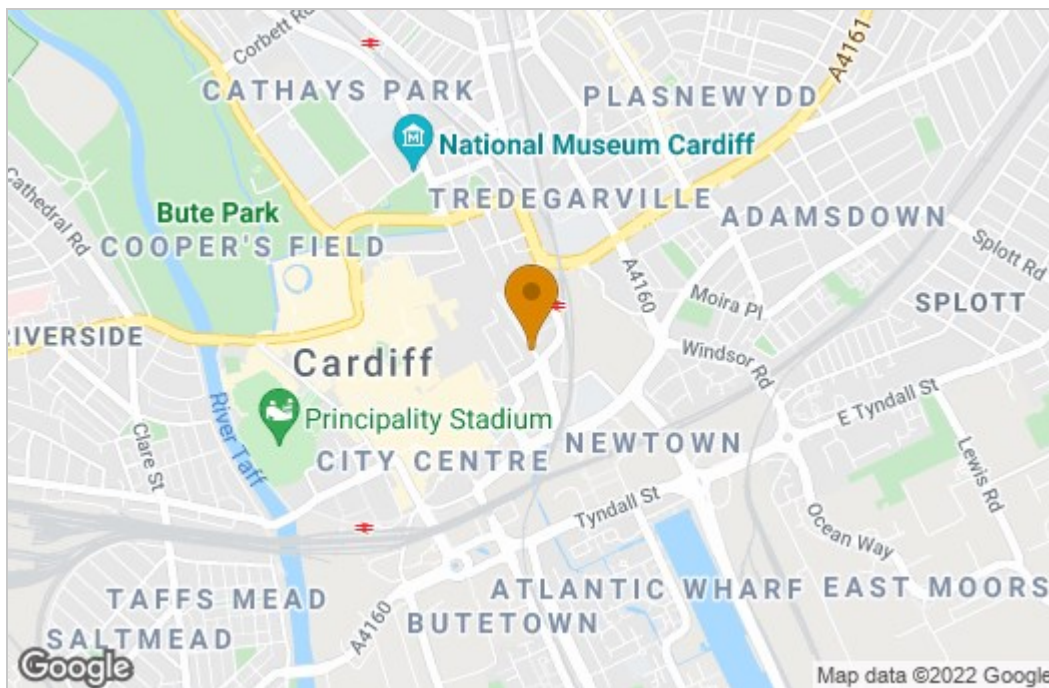 Corbett Rd
CATHAYS PARK
A4161
PLASNEWYDD
National Museum Cardiff
Cathedral Rd
TREDEGARVILLE
Bute Park
ADAMSDOWN
COOPER'S FIELD
Splott Rd
A4160
Moira Pl
SPLOTT
RIVERSIDE
Cardiff
Windsor Rd
E Tyndall St
Principality Stadium
River Taff
Clare St
CITY CENTRE
NEWTOWN
Lewis Rd
Tyndall St
Ocean Way
TAFFS MEAD
ATLANTIC WHARF
EAST MOORS
A4160
BUTETOWN
SALTMEAD
Google
Map data ©2022 Google